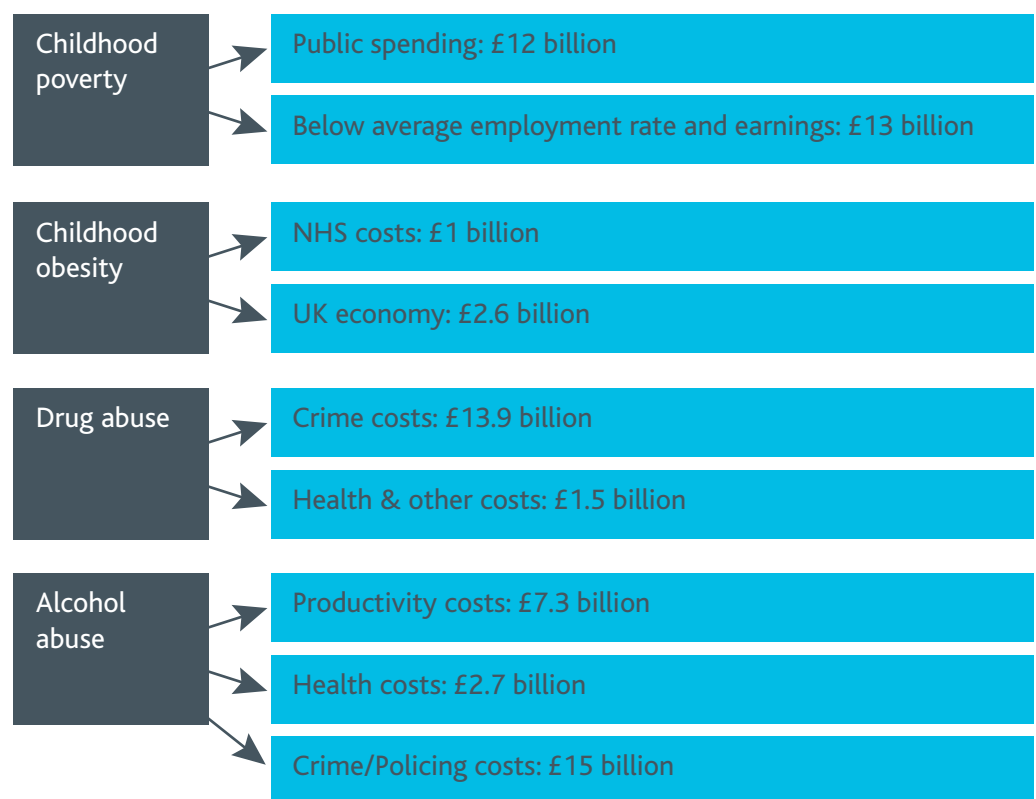 Childhood
poverty
Public spending: £12 billion
Below average employment rate and earnings: £13 billion
Childhood
obesity
NHS costs: £1 billion
UK economy: £2.6 billion
Drug abuse
Crime costs: £13.9 billion
Health & other costs: £1.5 billion
Alcohol
abuse
Productivity costs: £7.3 billion
Health costs: £2.7 billion
Crime/Policing costs: £15 billion